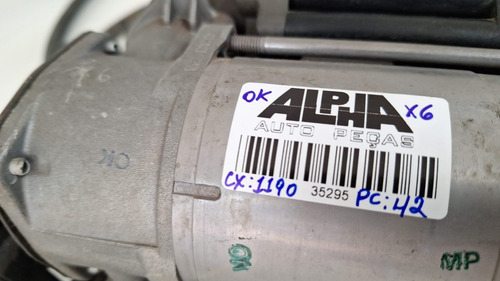 OK ALPHA X6
AUTO PEÇAS
CX:1190 35295 PC:42
OK
MP